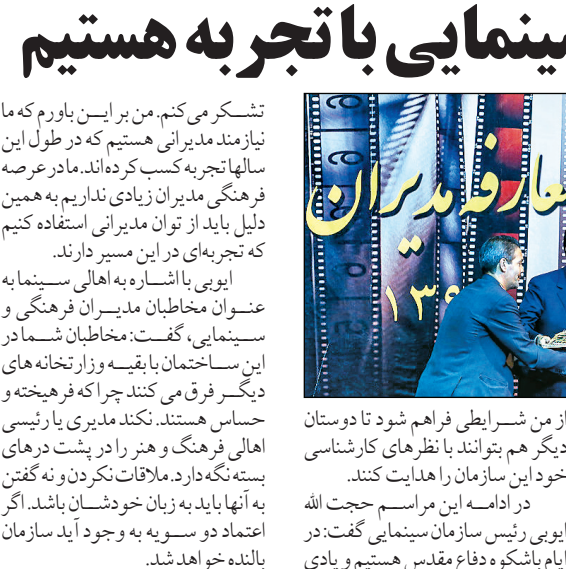 سینمایی با تجربه هستیم
معارفه مدیران
از من شرایطی فراهم شود تا دوستان
دیگر هم بتوانند با نظرهای کارشناسی
خود این سازمان را هدایت کنند.
در ادامه این مراسم حجت الله
ایوبی رئیس سازمان سینمایی گفت: در
ایام باشکوه دفاع مقدس هستیم و یادی
تشکر می‌کنم. من بر این باورم که ما
نیازمند مدیرانی هستیم که در طول این
سالها تجربه کسب کرده‌اند. ما در عرصه
فرهنگی مدیران زیادی نداریم به همین
دلیل باید از توان مدیرانی استفاده کنیم
که تجربه‌ای در این مسیر دارند.
ایوبی با اشاره به اهالی سینما به
عنوان مخاطبان مدیران فرهنگی و
سینمایی، گفت: مخاطبان شما در
این ساختمان با بقیه وزارتخانه های
دیگر فرق می کنند چرا که فرهیخته و
حساس هستند. نکند مدیری یا رئیسی
اهالی فرهنگ و هنر را در پشت درهای
بسته نگه دارد. ملاقات نکردن و نه گفتن
به آنها باید به زبان خودشان باشد. اگر
اعتماد دو سویه به وجود آید سازمان
بالنده خواهد شد.